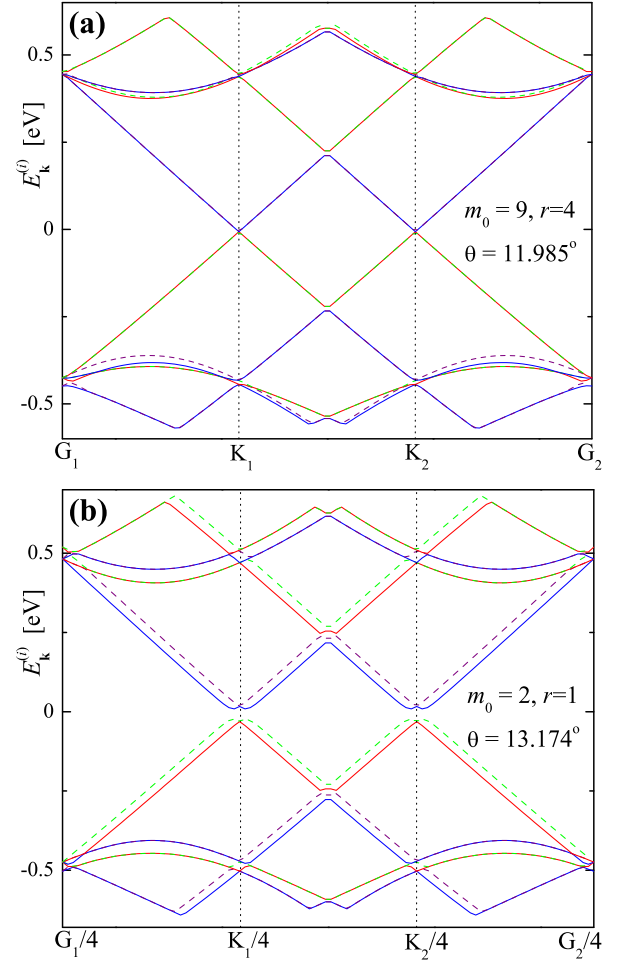 (a)
0.5
0
-0.5
E_k^(i) [eV]
m_0 = 9, r=4
θ = 11.985°
G_1 K_1 K_2 G_2
(b)
0.5
0
-0.5
E_k^(i) [eV]
m_0 = 2, r=1
θ = 13.174°
G_1/4 K_1/4 K_2/4 G_2/4